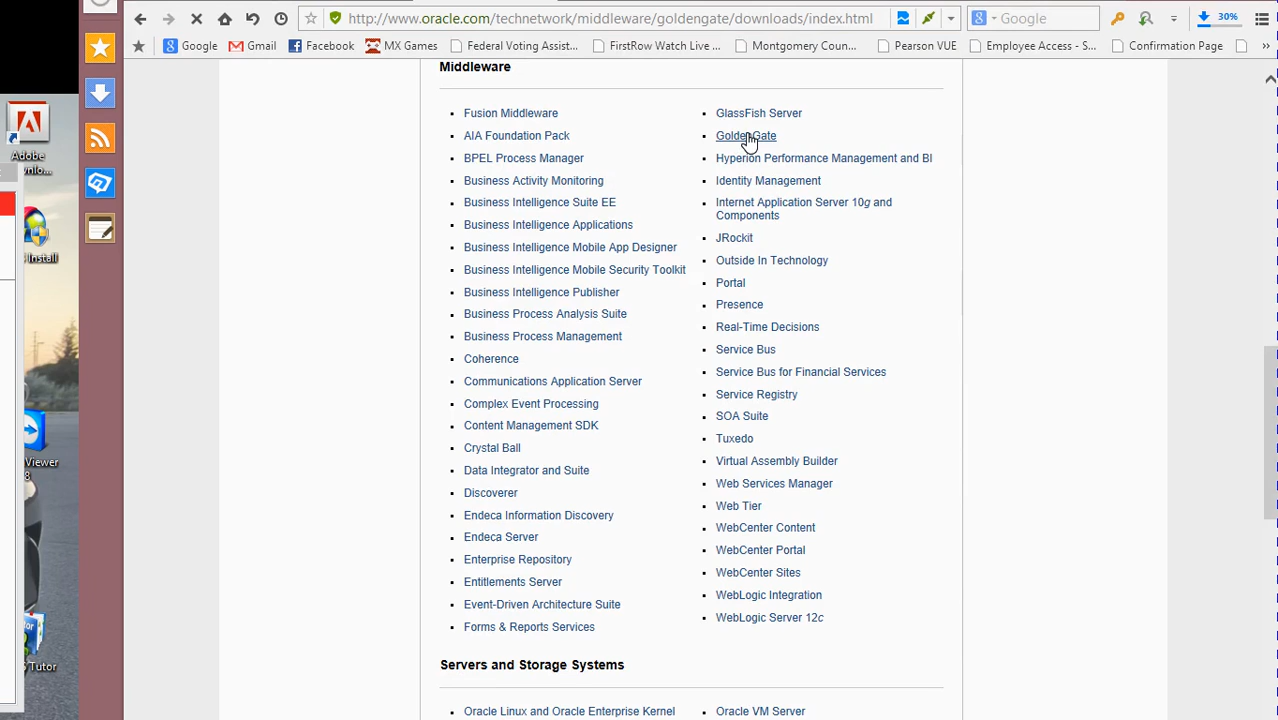 http://www.oracle.com/technetwork/middleware/goldengate/downloads/index.html
Google
30%
Google
Gmail
Facebook
MX Games
Federal Voting Assist...
FirstRow Watch Live ...
Montgomery Coun...
Pearson VUE
Employee Access - S...
Confirmation Page
Adobe
Install
Viewer
8
Tutor
Middleware
Fusion Middleware
AIA Foundation Pack
BPEL Process Manager
Business Activity Monitoring
Business Intelligence Suite EE
Business Intelligence Applications
Business Intelligence Mobile App Designer
Business Intelligence Mobile Security Toolkit
Business Intelligence Publisher
Business Process Analysis Suite
Business Process Management
Coherence
Communications Application Server
Complex Event Processing
Content Management SDK
Crystal Ball
Data Integrator and Suite
Discoverer
Endeca Information Discovery
Endeca Server
Enterprise Repository
Entitlements Server
Event-Driven Architecture Suite
Forms & Reports Services
GlassFish Server
GoldenGate
Hyperion Performance Management and BI
Identity Management
Internet Application Server 10g and
Components
JRockit
Outside In Technology
Portal
Presence
Real-Time Decisions
Service Bus
Service Bus for Financial Services
Service Registry
SOA Suite
Tuxedo
Virtual Assembly Builder
Web Services Manager
Web Tier
WebCenter Content
WebCenter Portal
WebCenter Sites
WebLogic Integration
WebLogic Server 12c
Servers and Storage Systems
Oracle Linux and Oracle Enterprise Kernel
Oracle VM Server